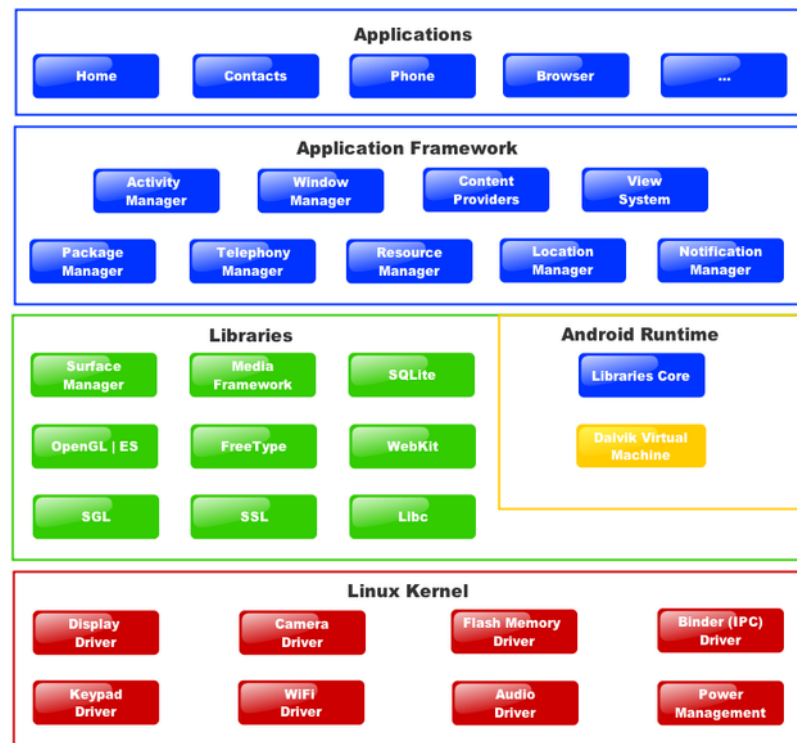 Applications
Home
Contacts
Phone
Browser
...
Application Framework
Activity
Manager
Window
Manager
Content
Providers
View
System
Package
Manager
Telephony
Manager
Resource
Manager
Location
Manager
Notification
Manager
Libraries
Surface
Manager
Media
Framework
SQLite
OpenGL | ES
FreeType
WebKit
SGL
SSL
Libc
Android Runtime
Libraries Core
Dalvik Virtual
Machine
Linux Kernel
Display
Driver
Camera
Driver
Flash Memory
Driver
Binder (IPC)
Driver
Keypad
Driver
WiFi
Driver
Audio
Driver
Power
Management